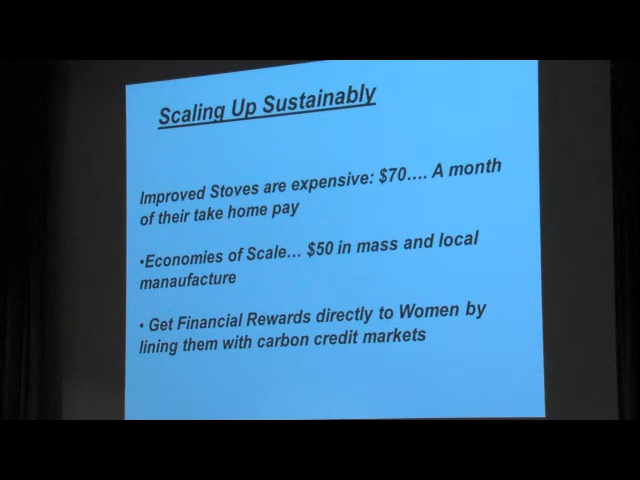 Scaling Up Sustainably
Improved Stoves are expensive: $70…. A month
of their take home pay
•Economies of Scale… $50 in mass and local
manaufacture
• Get Financial Rewards directly to Women by
lining them with carbon credit markets